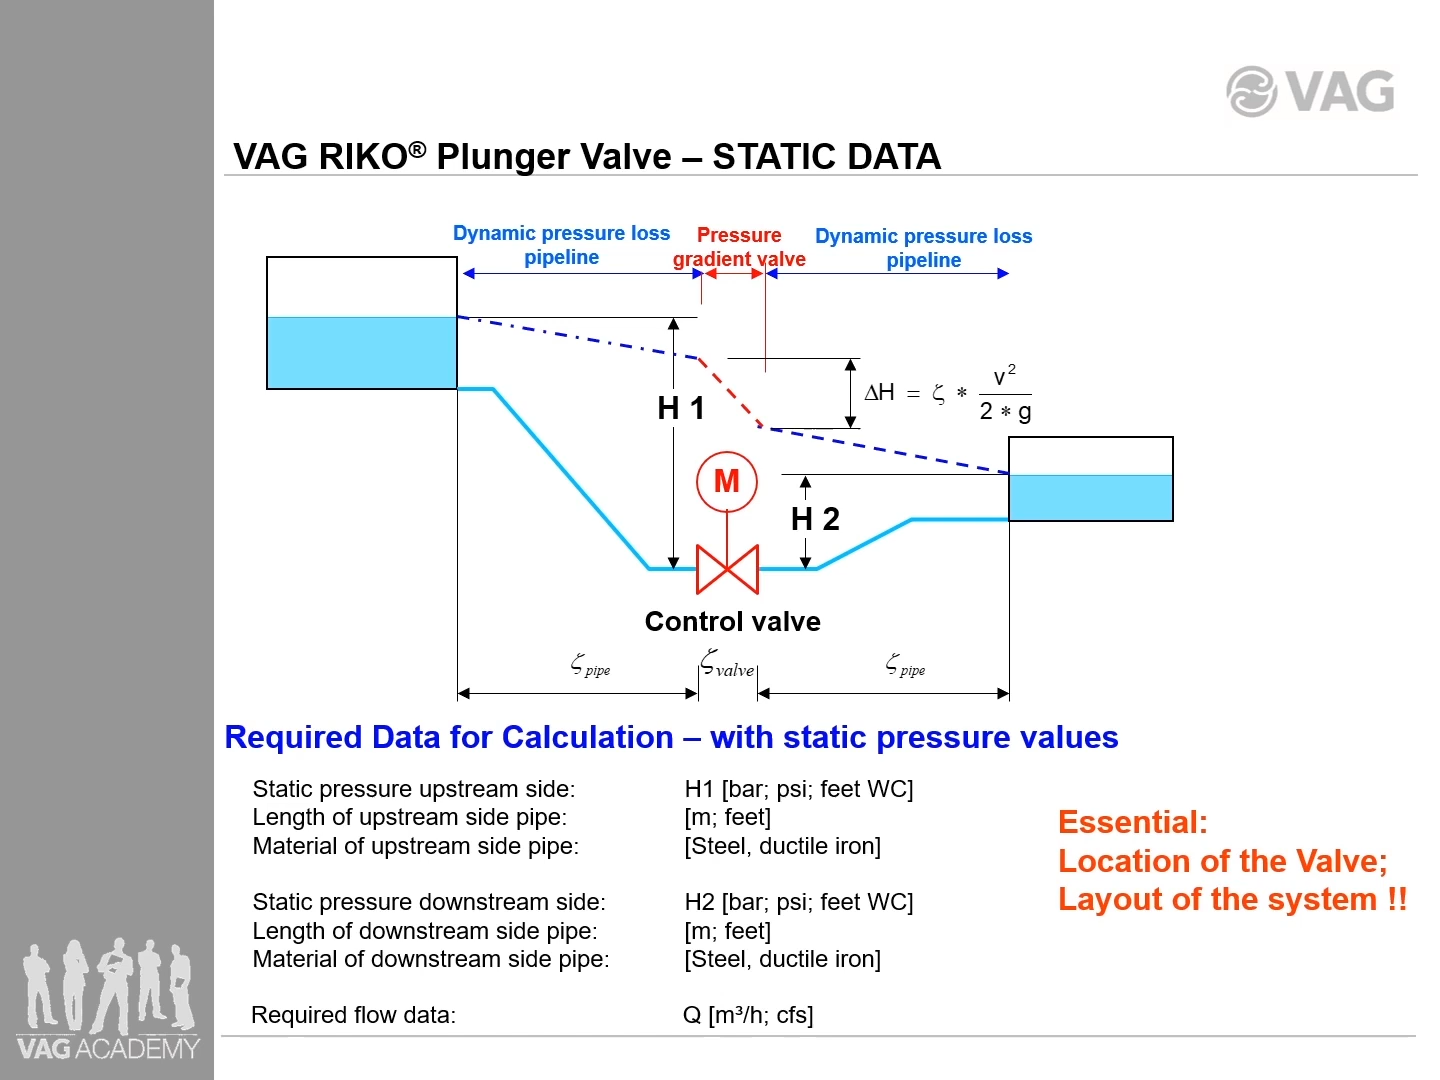 VAG
VAG RIKO® Plunger Valve – STATIC DATA
Dynamic pressure loss
pipeline
Pressure
gradient valve
Dynamic pressure loss
pipeline
H 1
ΔH = ζ * v² / 2 * g
M
H 2
Control valve
ζ pipe
ζ valve
ζ pipe
Required Data for Calculation – with static pressure values
Static pressure upstream side: H1 [bar; psi; feet WC]
Length of upstream side pipe: [m; feet]
Material of upstream side pipe: [Steel, ductile iron]
Static pressure downstream side: H2 [bar; psi; feet WC]
Length of downstream side pipe: [m; feet]
Material of downstream side pipe: [Steel, ductile iron]
Required flow data: Q [m³/h; cfs]
Essential:
Location of the Valve;
Layout of the system !!
VAG ACADEMY